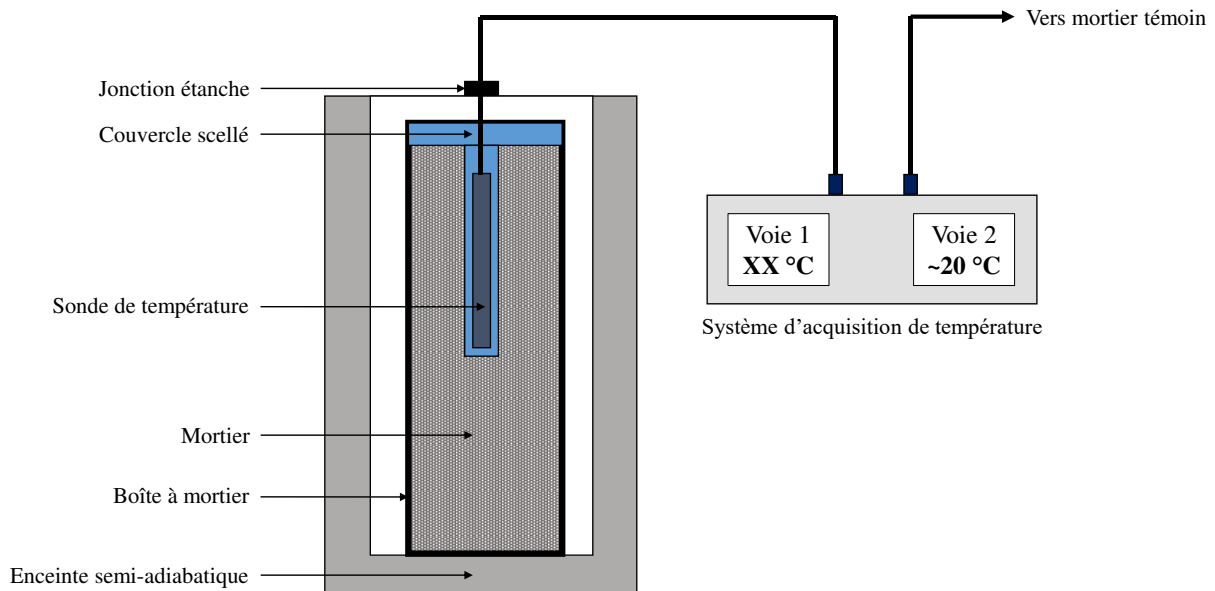 Vers mortier témoin
Jonction étanche
Couvercle scellé
Voie 1
XX °C
Voie 2
~20 °C
Sonde de température
Système d’acquisition de température
Mortier
Boîte à mortier
Enceinte semi-adiabatique